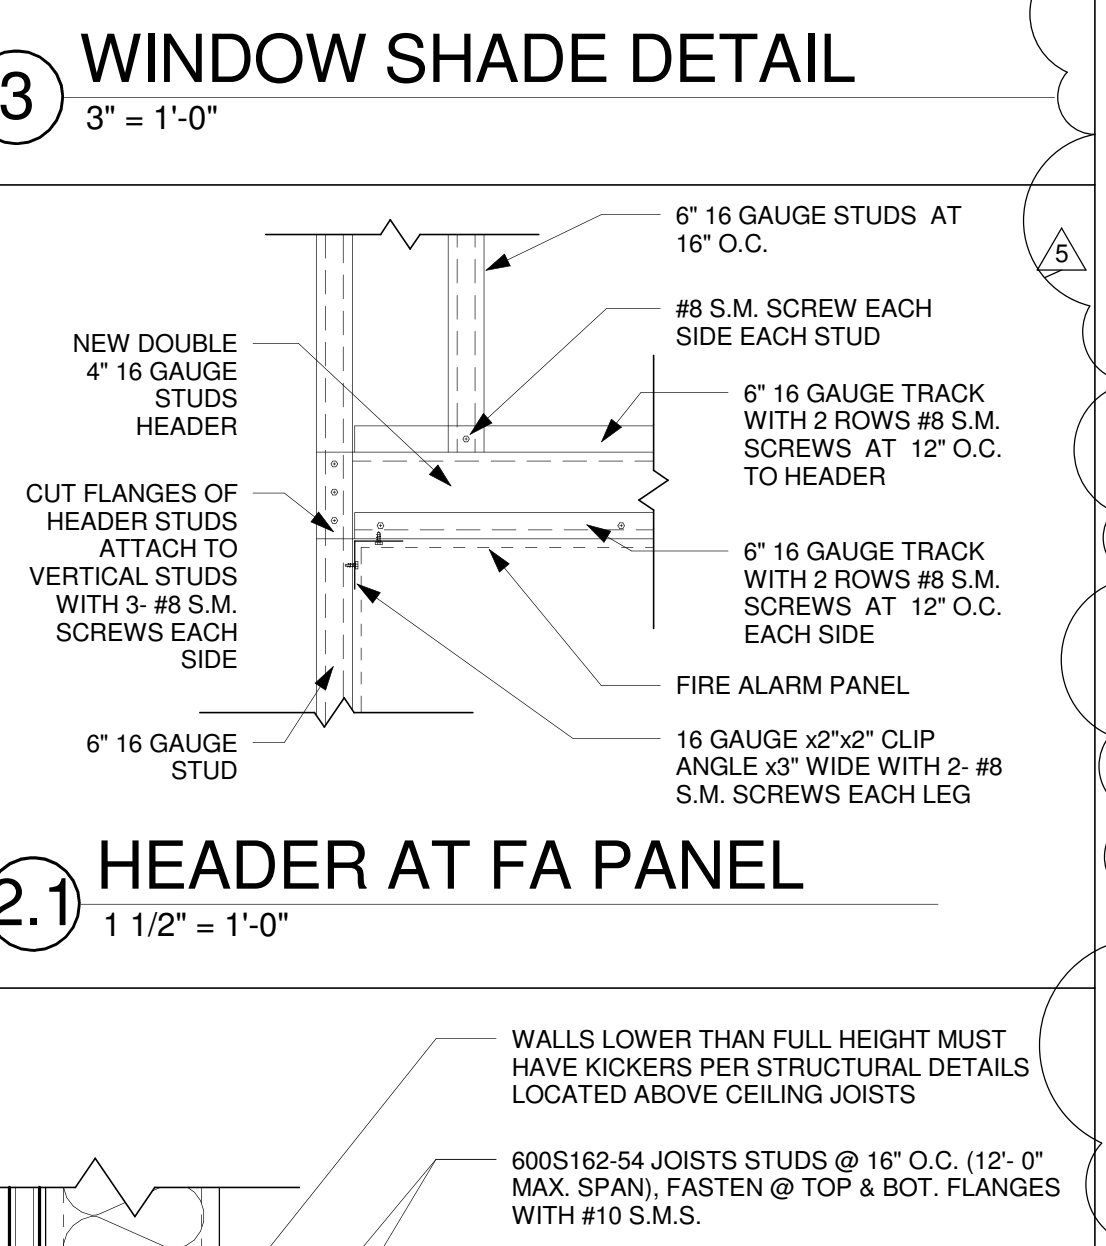 3
WINDOW SHADE DETAIL
3" = 1'-0"
6" 16 GAUGE STUDS AT
16" O.C.
5
#8 S.M. SCREW EACH
SIDE EACH STUD
NEW DOUBLE
4" 16 GAUGE
STUDS
HEADER
6" 16 GAUGE TRACK
WITH 2 ROWS #8 S.M.
SCREWS AT 12" O.C.
TO HEADER
CUT FLANGES OF
HEADER STUDS
ATTACH TO
VERTICAL STUDS
WITH 3- #8 S.M.
SCREWS EACH
SIDE
6" 16 GAUGE TRACK
WITH 2 ROWS #8 S.M.
SCREWS AT 12" O.C.
EACH SIDE
FIRE ALARM PANEL
6" 16 GAUGE
STUD
16 GAUGE x2"x2" CLIP
ANGLE x3" WIDE WITH 2- #8
S.M. SCREWS EACH LEG
2.1
HEADER AT FA PANEL
1 1/2" = 1'-0"
WALLS LOWER THAN FULL HEIGHT MUST
HAVE KICKERS PER STRUCTURAL DETAILS
LOCATED ABOVE CEILING JOISTS
600S162-54 JOISTS STUDS @ 16" O.C. (12'- 0"
MAX. SPAN), FASTEN @ TOP & BOT. FLANGES
WITH #10 S.M.S.